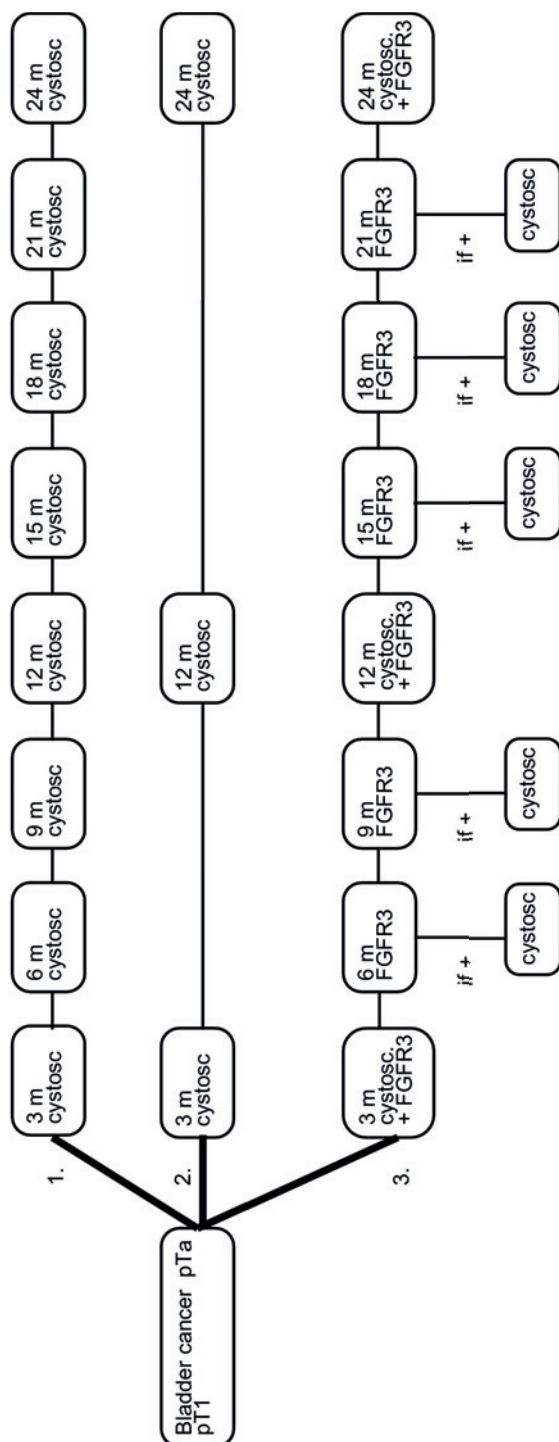 Bladder cancer pTa
pT1
1.
3 m
cystosc
6 m
cystosc
9 m
cystosc
12 m
cystosc
15 m
cystosc
18 m
cystosc
21 m
cystosc
24 m
cystosc
2.
3 m
cystosc
12 m
cystosc
24 m
cystosc
3.
3 m
cystosc.
+ FGFR3
6 m
FGFR3
9 m
FGFR3
12 m
cystosc.
+ FGFR3
15 m
FGFR3
18 m
FGFR3
21 m
FGFR3
24 m
cystosc.
+ FGFR3
if +
cystosc
if +
cystosc
if +
cystosc
if +
cystosc
if +
cystosc